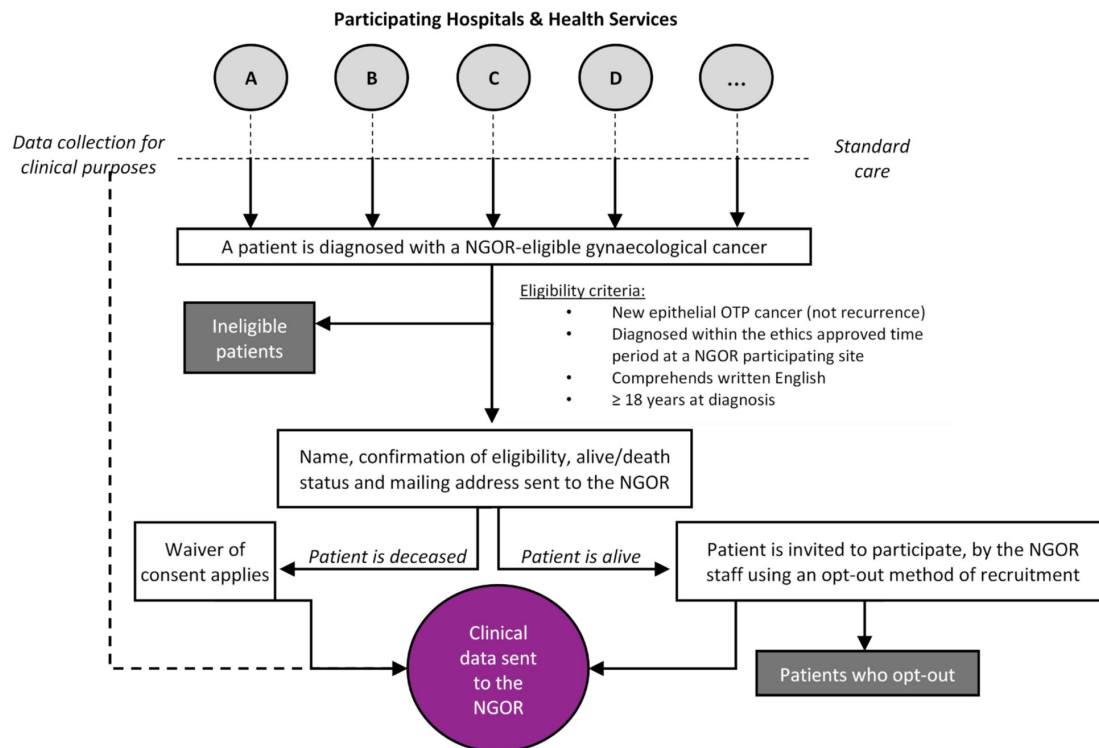 Participating Hospitals & Health Services
A
B
C
D
...
Data collection for
clinical purposes
Standard
care
A patient is diagnosed with a NGOR-eligible gynaecological cancer
Eligibility criteria:
• New epithelial OTP cancer (not recurrence)
• Diagnosed within the ethics approved time
period at a NGOR participating site
• Comprehends written English
• ≥ 18 years at diagnosis
Ineligible
patients
Name, confirmation of eligibility, alive/death
status and mailing address sent to the NGOR
Waiver of
consent applies
Patient is deceased
Patient is alive
Patient is invited to participate, by the NGOR
staff using an opt-out method of recruitment
Clinical
data sent
to the
NGOR
Patients who opt-out